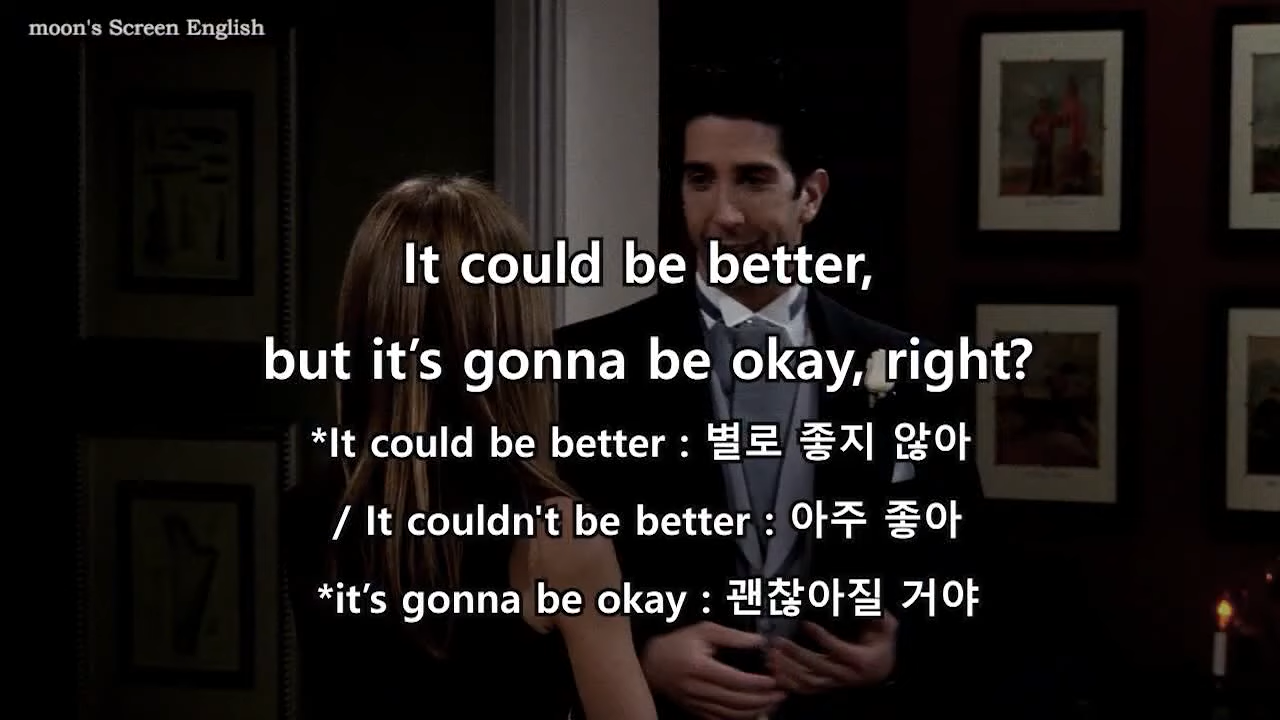 moon's Screen English
It could be better,
but it’s gonna be okay, right?
*It could be better : 별로 좋지 않아
/ It couldn't be better : 아주 좋아
*it’s gonna be okay : 괜찮아질 거야